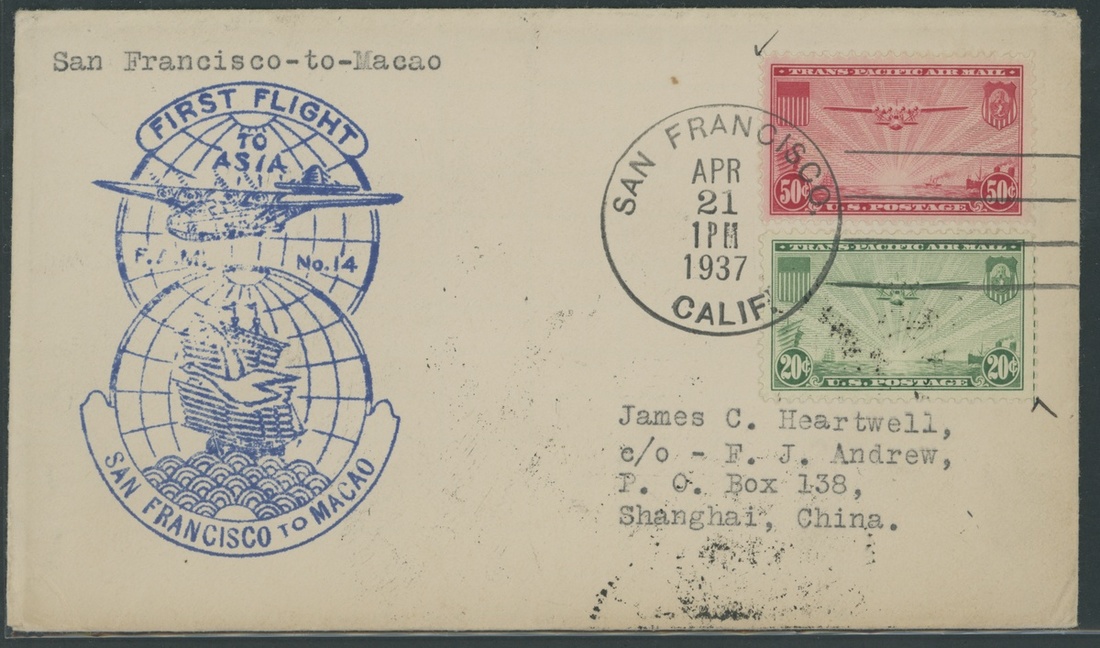 San Francisco-to-Macao
FIRST FLIGHT
TO
ASIA
F.A.M. No.14
SAN FRANCISCO TO MACAO
SAN FRANCISCO,
APR
21
1PM
1937
CALIF.
TRANS-PACIFIC AIR MAIL
50¢ 50¢
U.S. POSTAGE
TRANS-PACIFIC AIR MAIL
20¢ 20¢
U.S. POSTAGE
James C. Heartwell,
c/o - F. J. Andrew,
P. O. Box 138,
Shanghai, China.